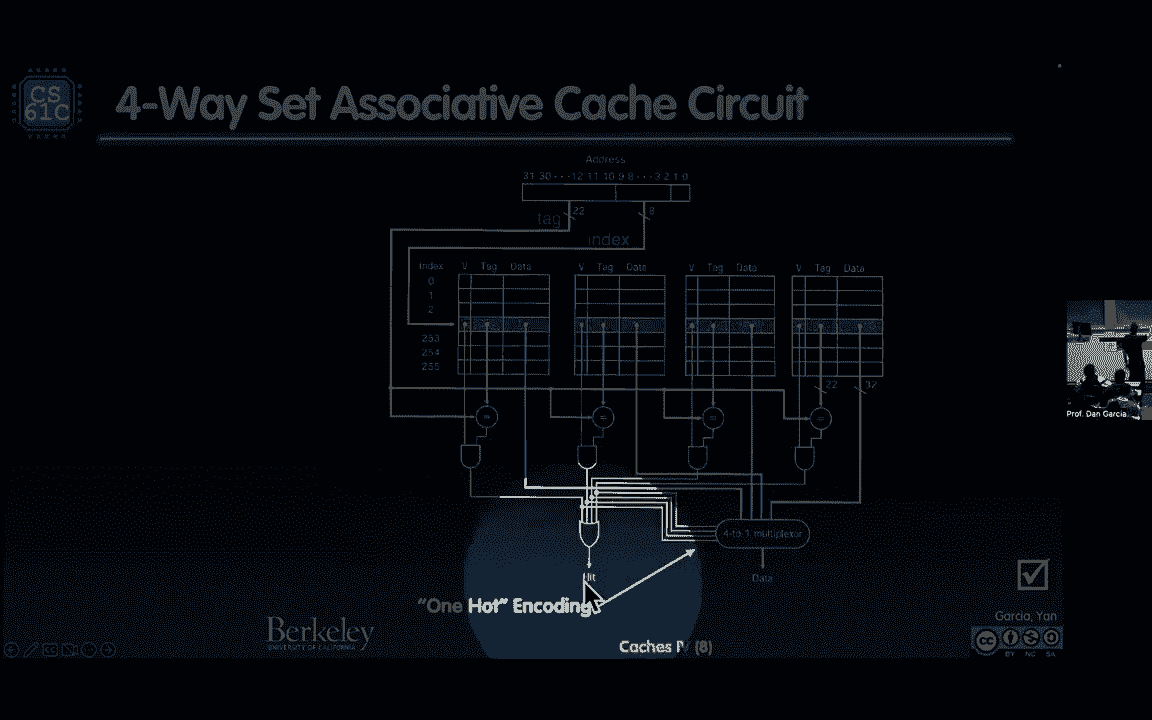 CS
61C
4-Way Set Associative Cache Circuit
Address
31 30 · · · 12 11 10 9 8 · · · 3 2 1 0
tag
22
8
index
Index
V Tag Data
V Tag Data
V Tag Data
V Tag Data
0
1
2
253
254
255
22
32
=
=
=
=
4-to-1 multiplexor
Hit
Data
"One Hot" Encoding
Berkeley
UNIVERSITY OF CALIFORNIA
Caches IV (8)
Garcia, Yan
CC
BY NC SA
Prof. Dan Garcia